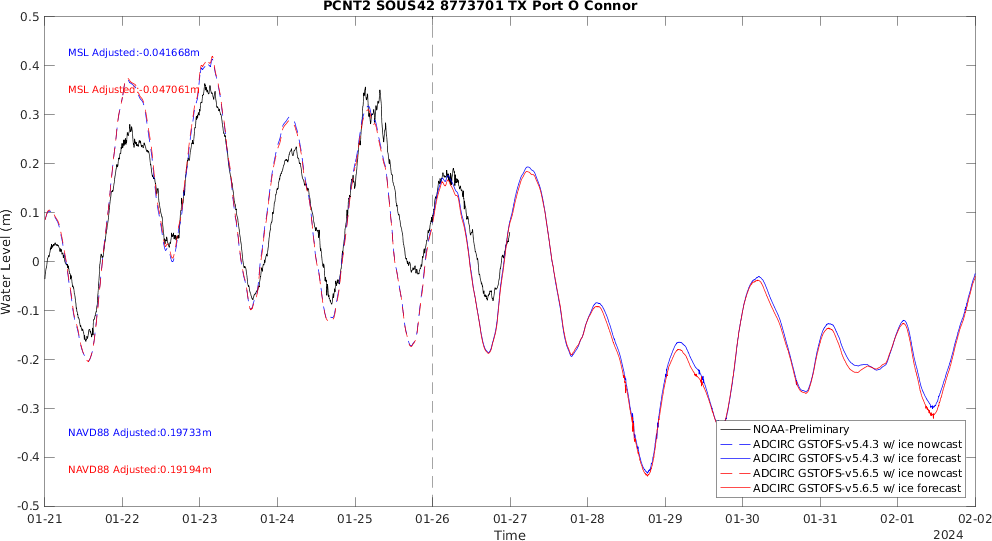 PCNT2 SOUS42 8773701 TX Port O Connor
0.5
0.4
0.3
0.2
0.1
0
-0.1
-0.2
-0.3
-0.4
-0.5
Water Level (m)
MSL Adjusted:-0.041668m
MSL Adjusted:-0.047061m
NAVD88 Adjusted:0.19733m
NAVD88 Adjusted:0.19194m
NOAA-Preliminary
ADCIRC GSTOFS-v5.4.3 w/ ice nowcast
ADCIRC GSTOFS-v5.4.3 w/ ice forecast
ADCIRC GSTOFS-v5.6.5 w/ ice nowcast
ADCIRC GSTOFS-v5.6.5 w/ ice forecast
01-21 01-22 01-23 01-24 01-25 01-26 01-27 01-28 01-29 01-30 01-31 02-01 02-02
Time
2024